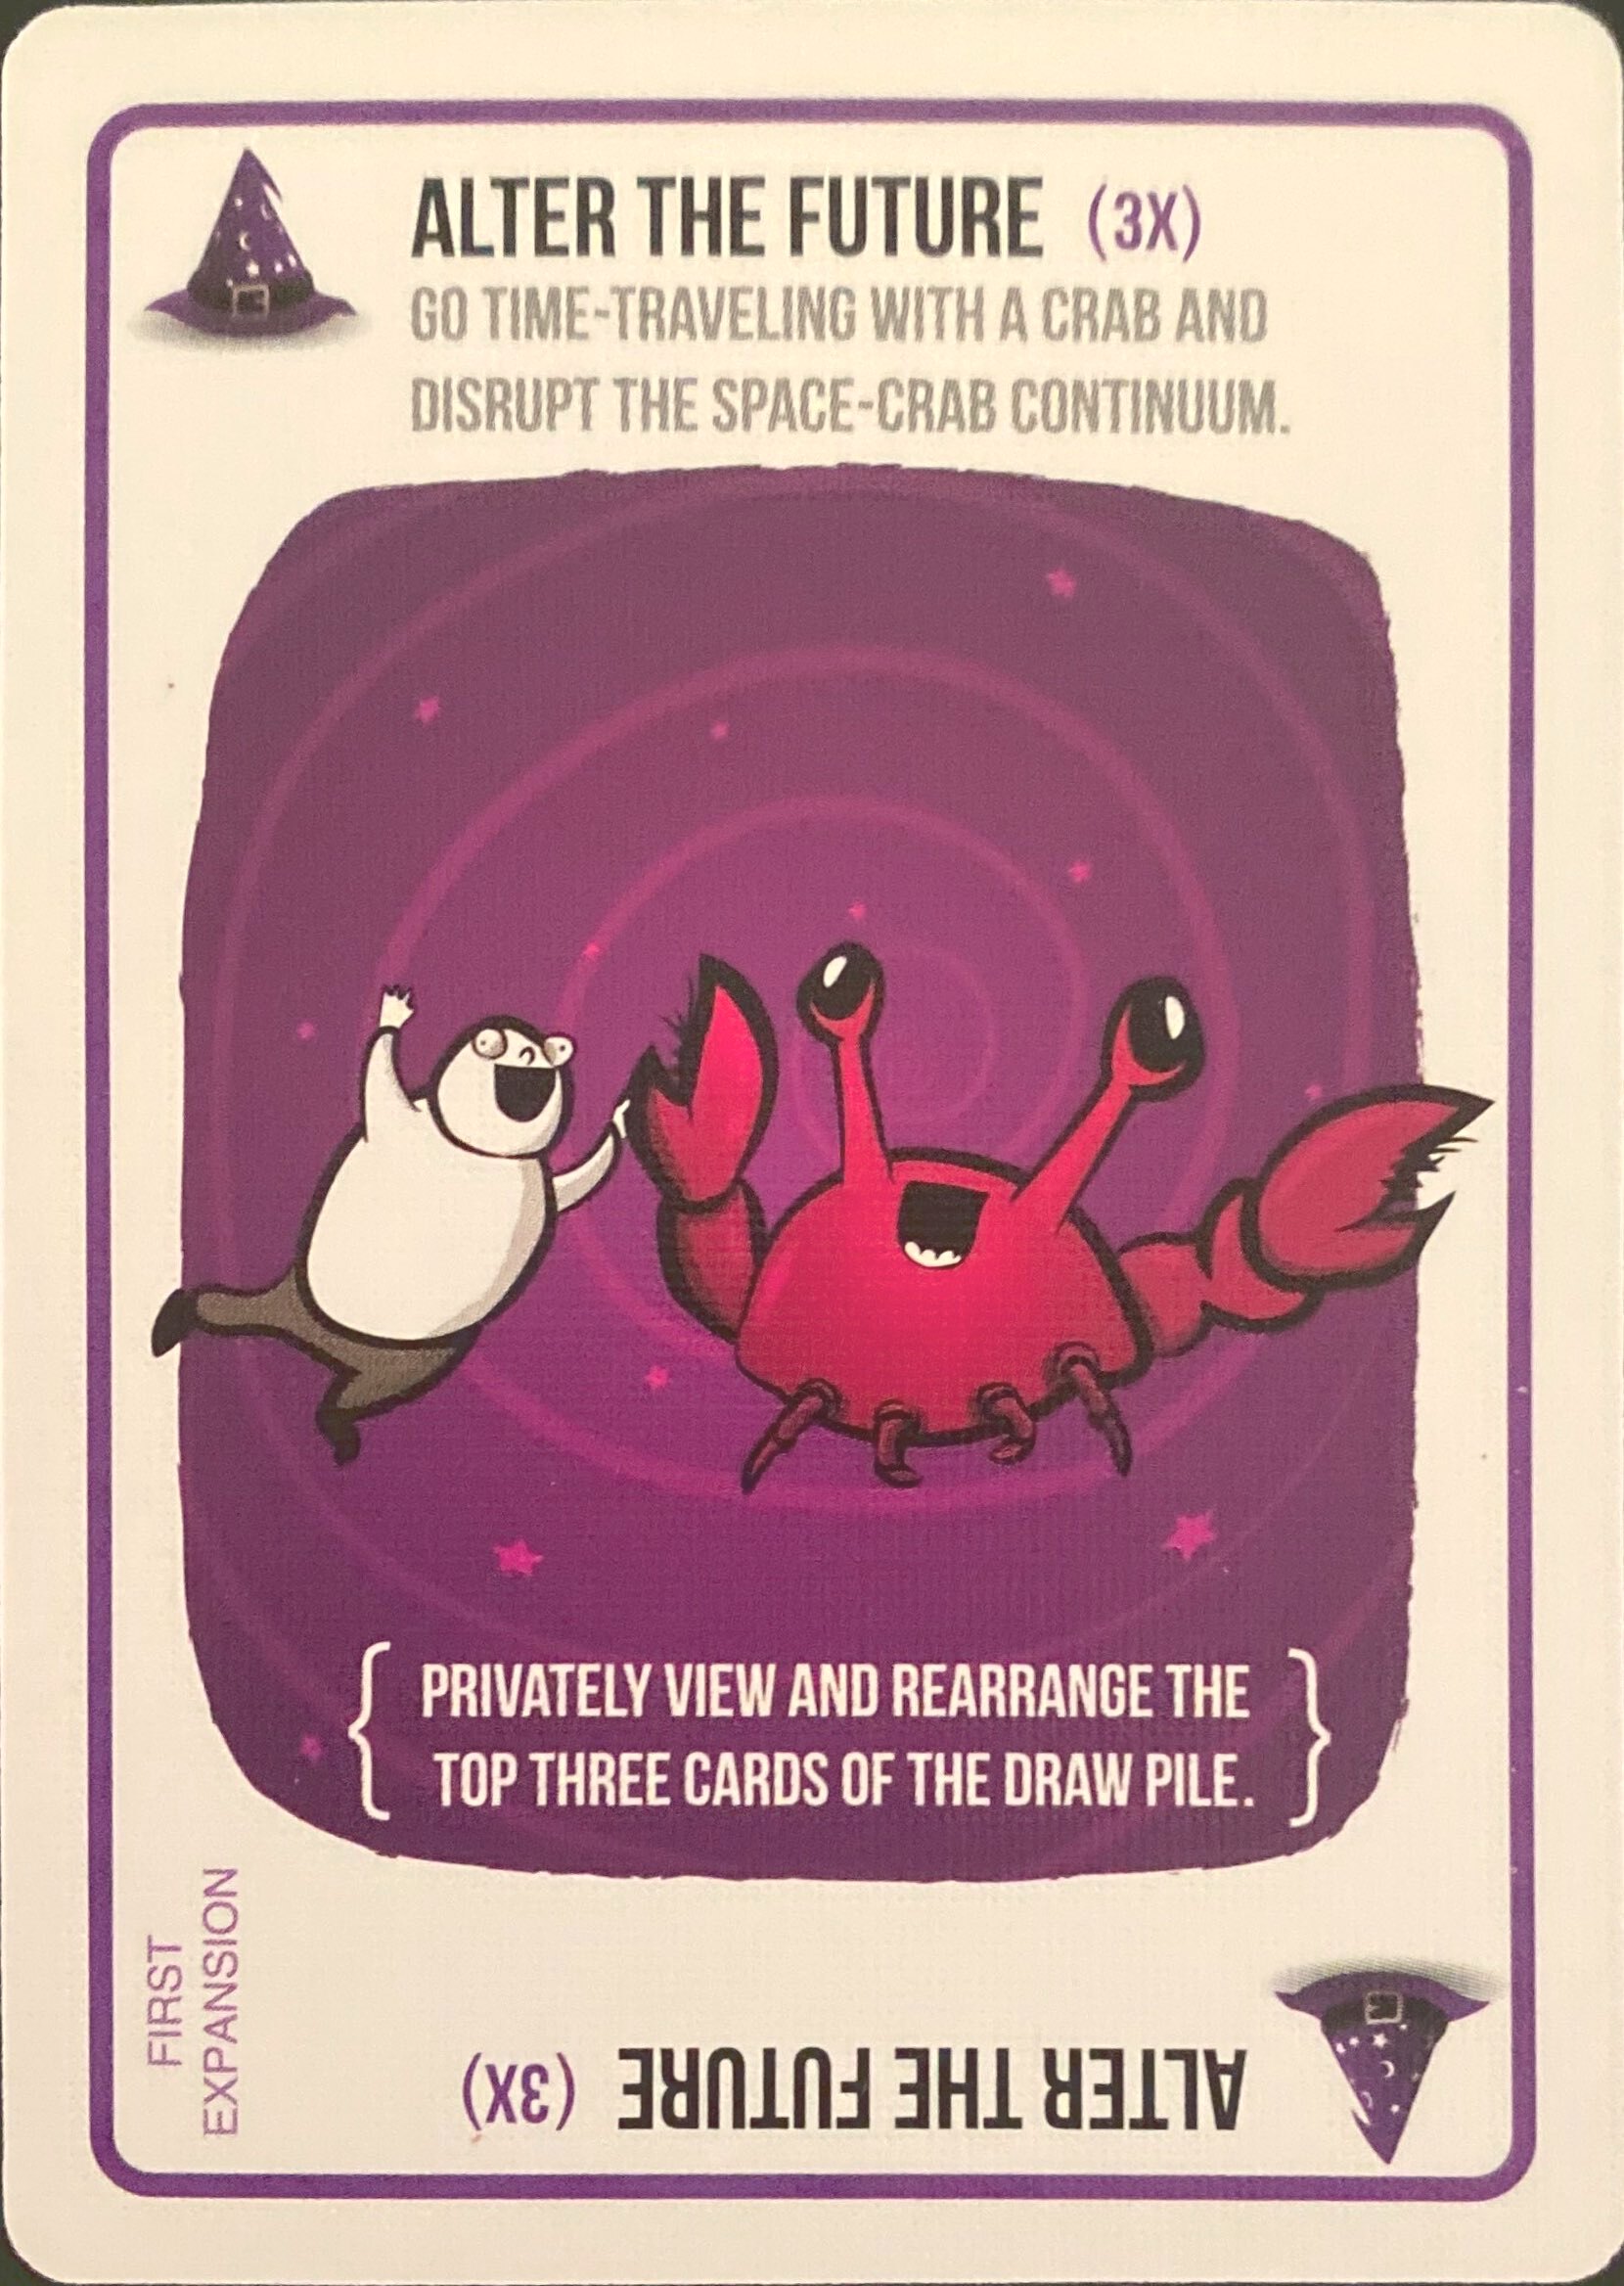 ALTER THE FUTURE (3X)
GO TIME-TRAVELING WITH A CRAB AND
DISRUPT THE SPACE-CRAB CONTINUUM.
PRIVATELY VIEW AND REARRANGE THE
TOP THREE CARDS OF THE DRAW PILE.
FIRST
EXPANSION
ALTER THE FUTURE (3X)